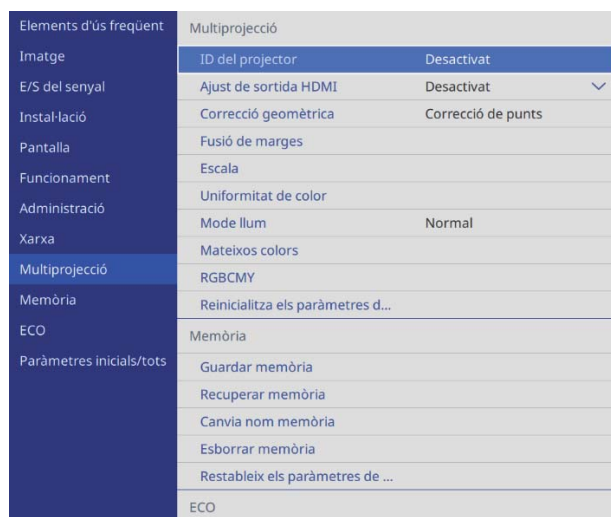 Elements d'ús freqüent
Imatge
E/S del senyal
Instal·lació
Pantalla
Funcionament
Administració
Xarxa
Multiprojecció
Memòria
ECO
Paràmetres inicials/tots
Multiprojecció
ID del projector Desactivat
Ajust de sortida HDMI Desactivat
Correcció geomètrica Correcció de punts
Fusió de marges
Escala
Uniformitat de color
Mode llum Normal
Mateixos colors
RGBCMY
Reinicialitza els paràmetres d...
Memòria
Guardar memòria
Recuperar memòria
Canvia nom memòria
Esborrar memòria
Restableix els paràmetres de ...
ECO